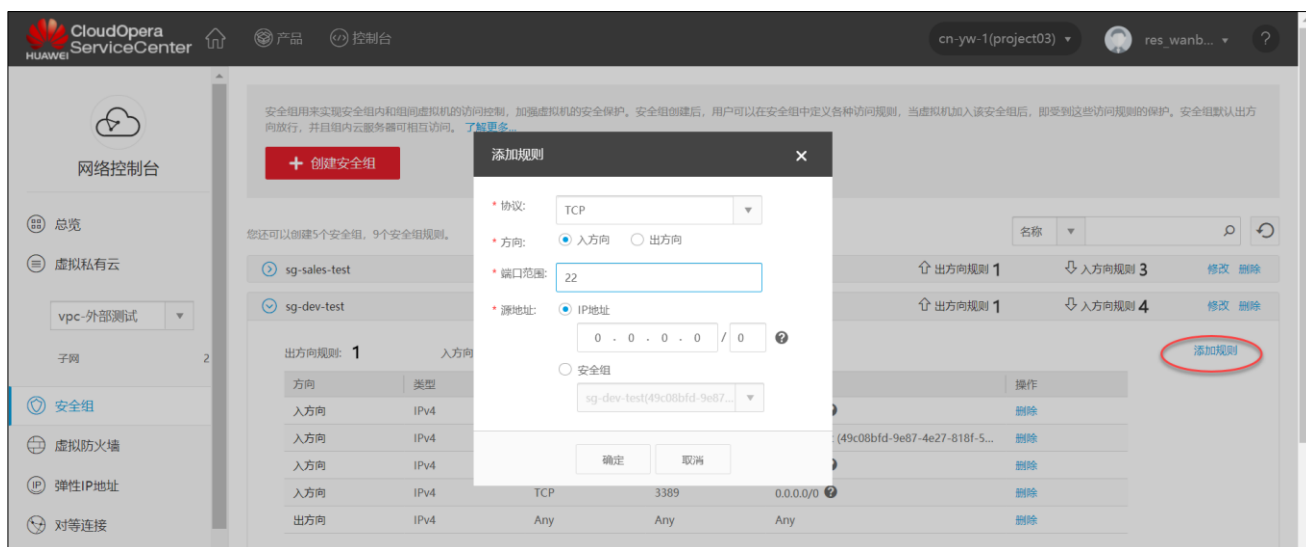 CloudOpera
ServiceCenter
HUAWEI
产品
控制台
cn-yw-1(project03)
res_wanb...
?
网络控制台
总览
虚拟私有云
vpc-外部测试
子网
2
安全组
虚拟防火墙
IP 弹性IP地址
对等连接
安全组用来实现安全组内和组间虚拟机的访问控制，加强虚拟机的安全保护。安全组创建后，用户可以在安全组中定义各种访问规则，当虚拟机加入该安全组后，即受到这些访问规则的保护。安全组默认出方
向放行，并且组内云服务器可相互访问。 了解更多...
+ 创建安全组
您还可以创建5个安全组，9个安全组规则。
名称
sg-sales-test 出方向规则 1 入方向规则 3 修改 删除
sg-dev-test 出方向规则 1 入方向规则 4 修改 删除
出方向规则: 1 入方向
添加规则
方向 类型 操作
入方向 IPv4 删除
入方向 IPv4 (49c08bfd-9e87-4e27-818f-5... 删除
入方向 IPv4 删除
入方向 IPv4 TCP 3389 0.0.0.0/0 ? 删除
出方向 IPv4 Any Any Any 删除
添加规则 ×
* 协议: TCP
* 方向: 入方向 出方向
* 端口范围: 22
* 源地址: IP地址
0 . 0 . 0 . 0 / 0 ?
安全组
sg-dev-test(49c08bfd-9e87...
确定 取消